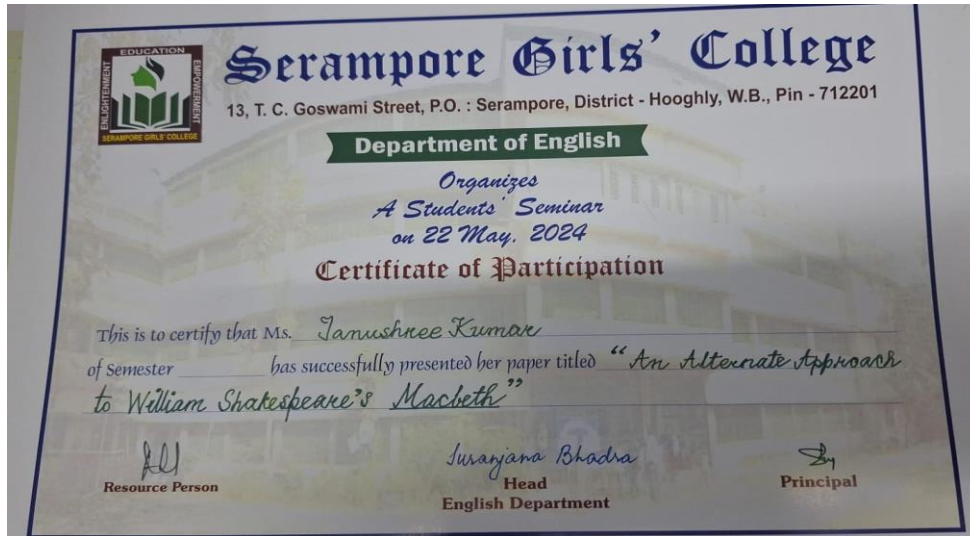 EDUCATION
ENLIGHTENMENT
EMPOWERMENT
SERAMPORE GIRLS' COLLEGE
Serampore Girls' College
13, T. C. Goswami Street, P.O. : Serampore, District - Hooghly, W.B., Pin - 712201
Department of English
Organizes
A Students' Seminar
on 22 May, 2024
Certificate of Participation
This is to certify that Ms. Tanushree Kumar
of Semester has successfully presented her paper titled “An Alternate Approach
to William Shakespeare's Macbeth”
Suranjana Bhadra
Resource Person
Head
English Department
Principal